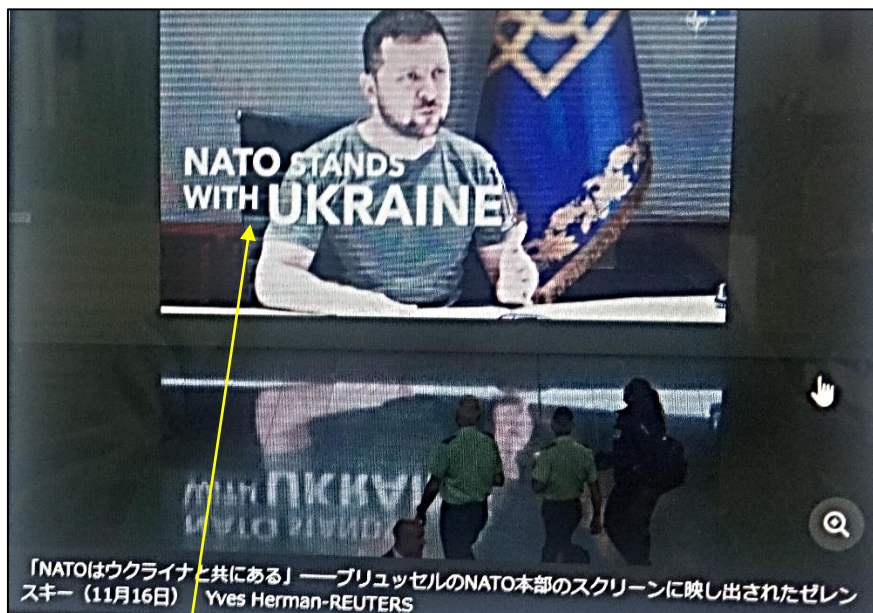 NATO STANDS
WITH UKRAINE
「NATOはウクライナと共にある」――ブリュッセルのNATO本部のスクリーンに映し出されたゼレン
スキー（11月16日） Yves Herman-REUTERS